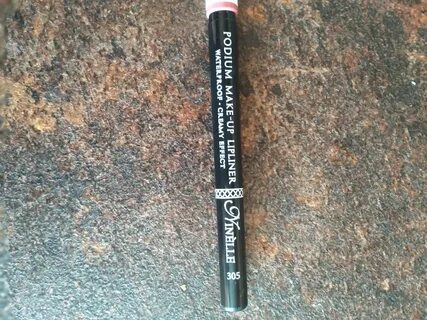 PODIUM MAKE-UP LIPLINER
WATERPROOF • CREAMY EFFECT
NINELLE
305